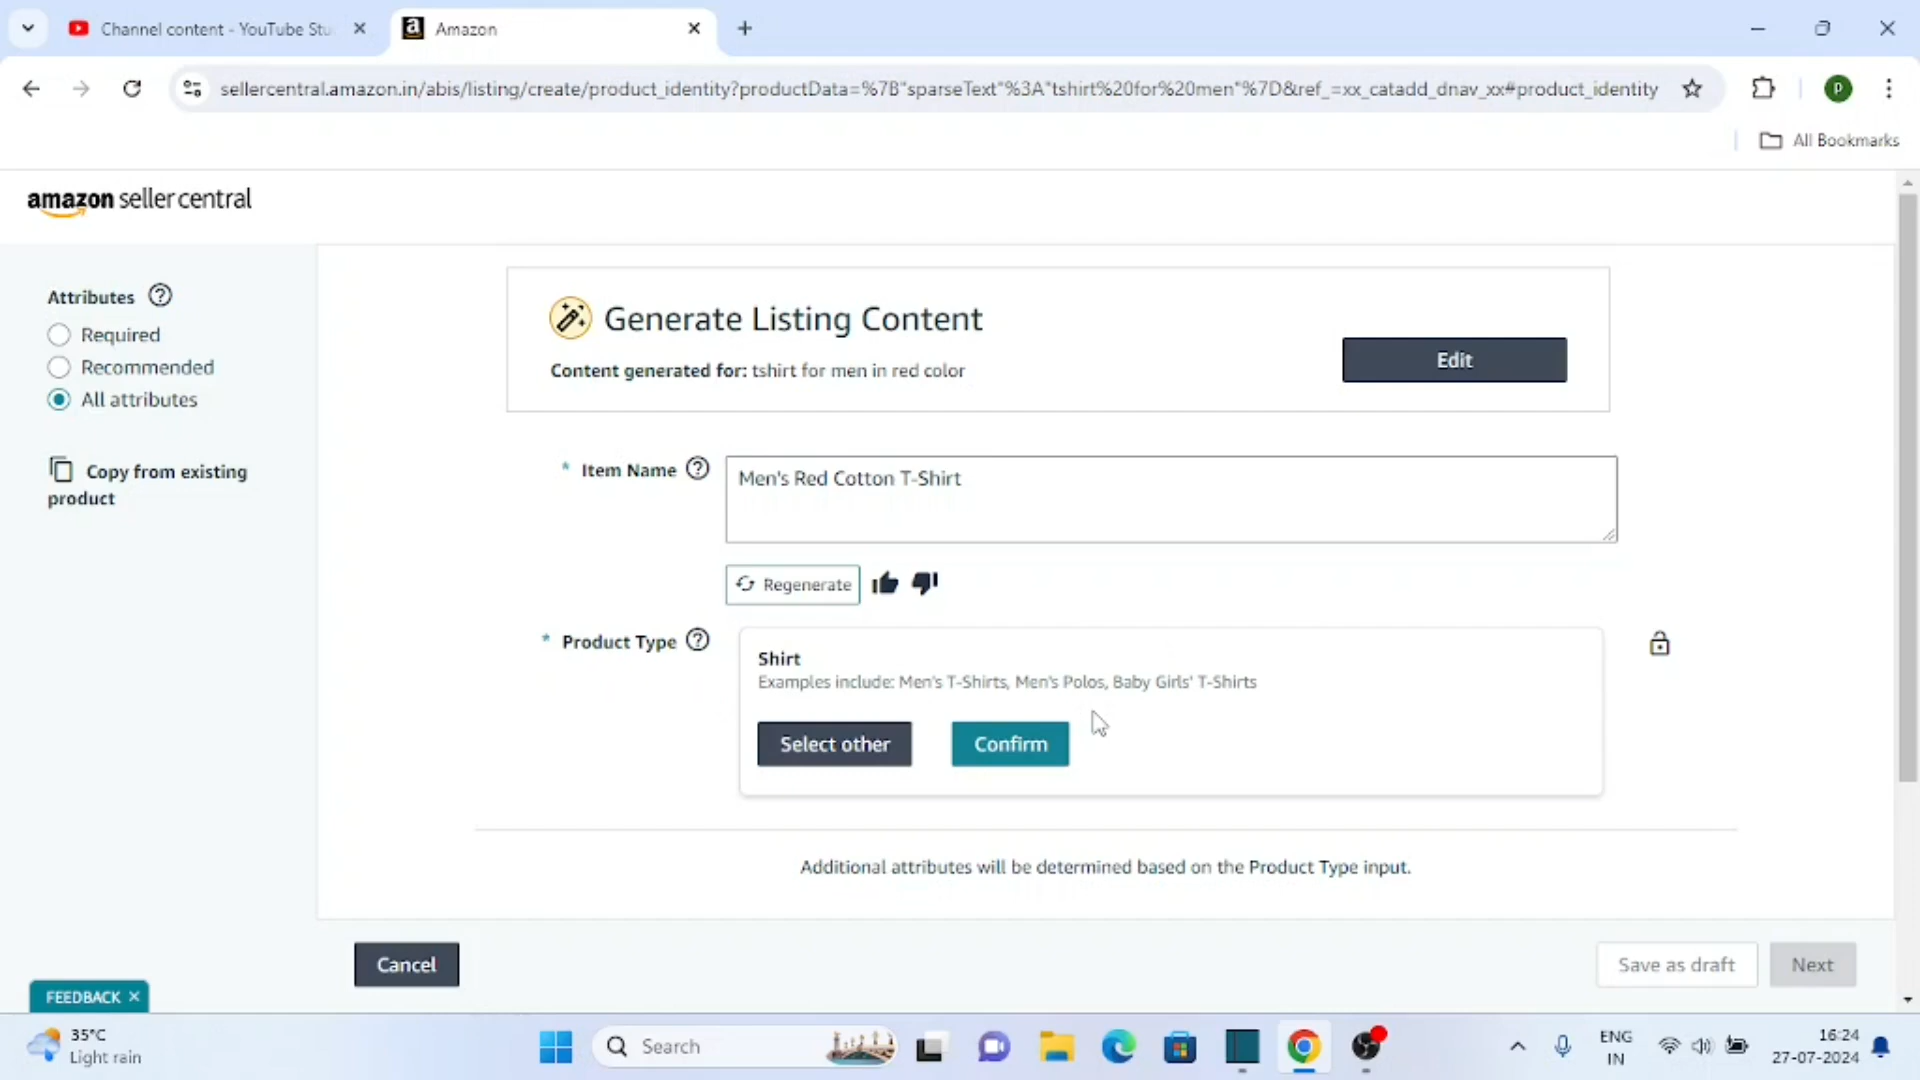 Channel content - YouTube Stu
Amazon
sellercentral.amazon.in/abis/listing/create/product_identity?productData=%7B"sparseText"%3A"tshirt%20for%20men"%7D&ref_=xx_catadd_dnav_xx#product_identity
P
All Bookmarks
amazon seller central
Attributes
Required
Recommended
All attributes
Copy from existing
product
Generate Listing Content
Content generated for: tshirt for men in red color
Edit
* Item Name
Men's Red Cotton T-Shirt
Regenerate
* Product Type
Shirt
Examples include: Men's T-Shirts, Men's Polos, Baby Girls' T-Shirts
Select other
Confirm
Additional attributes will be determined based on the Product Type input.
Cancel
Save as draft
Next
FEEDBACK ×
35°C
Light rain
Search
ENG
IN
16:24
27-07-2024